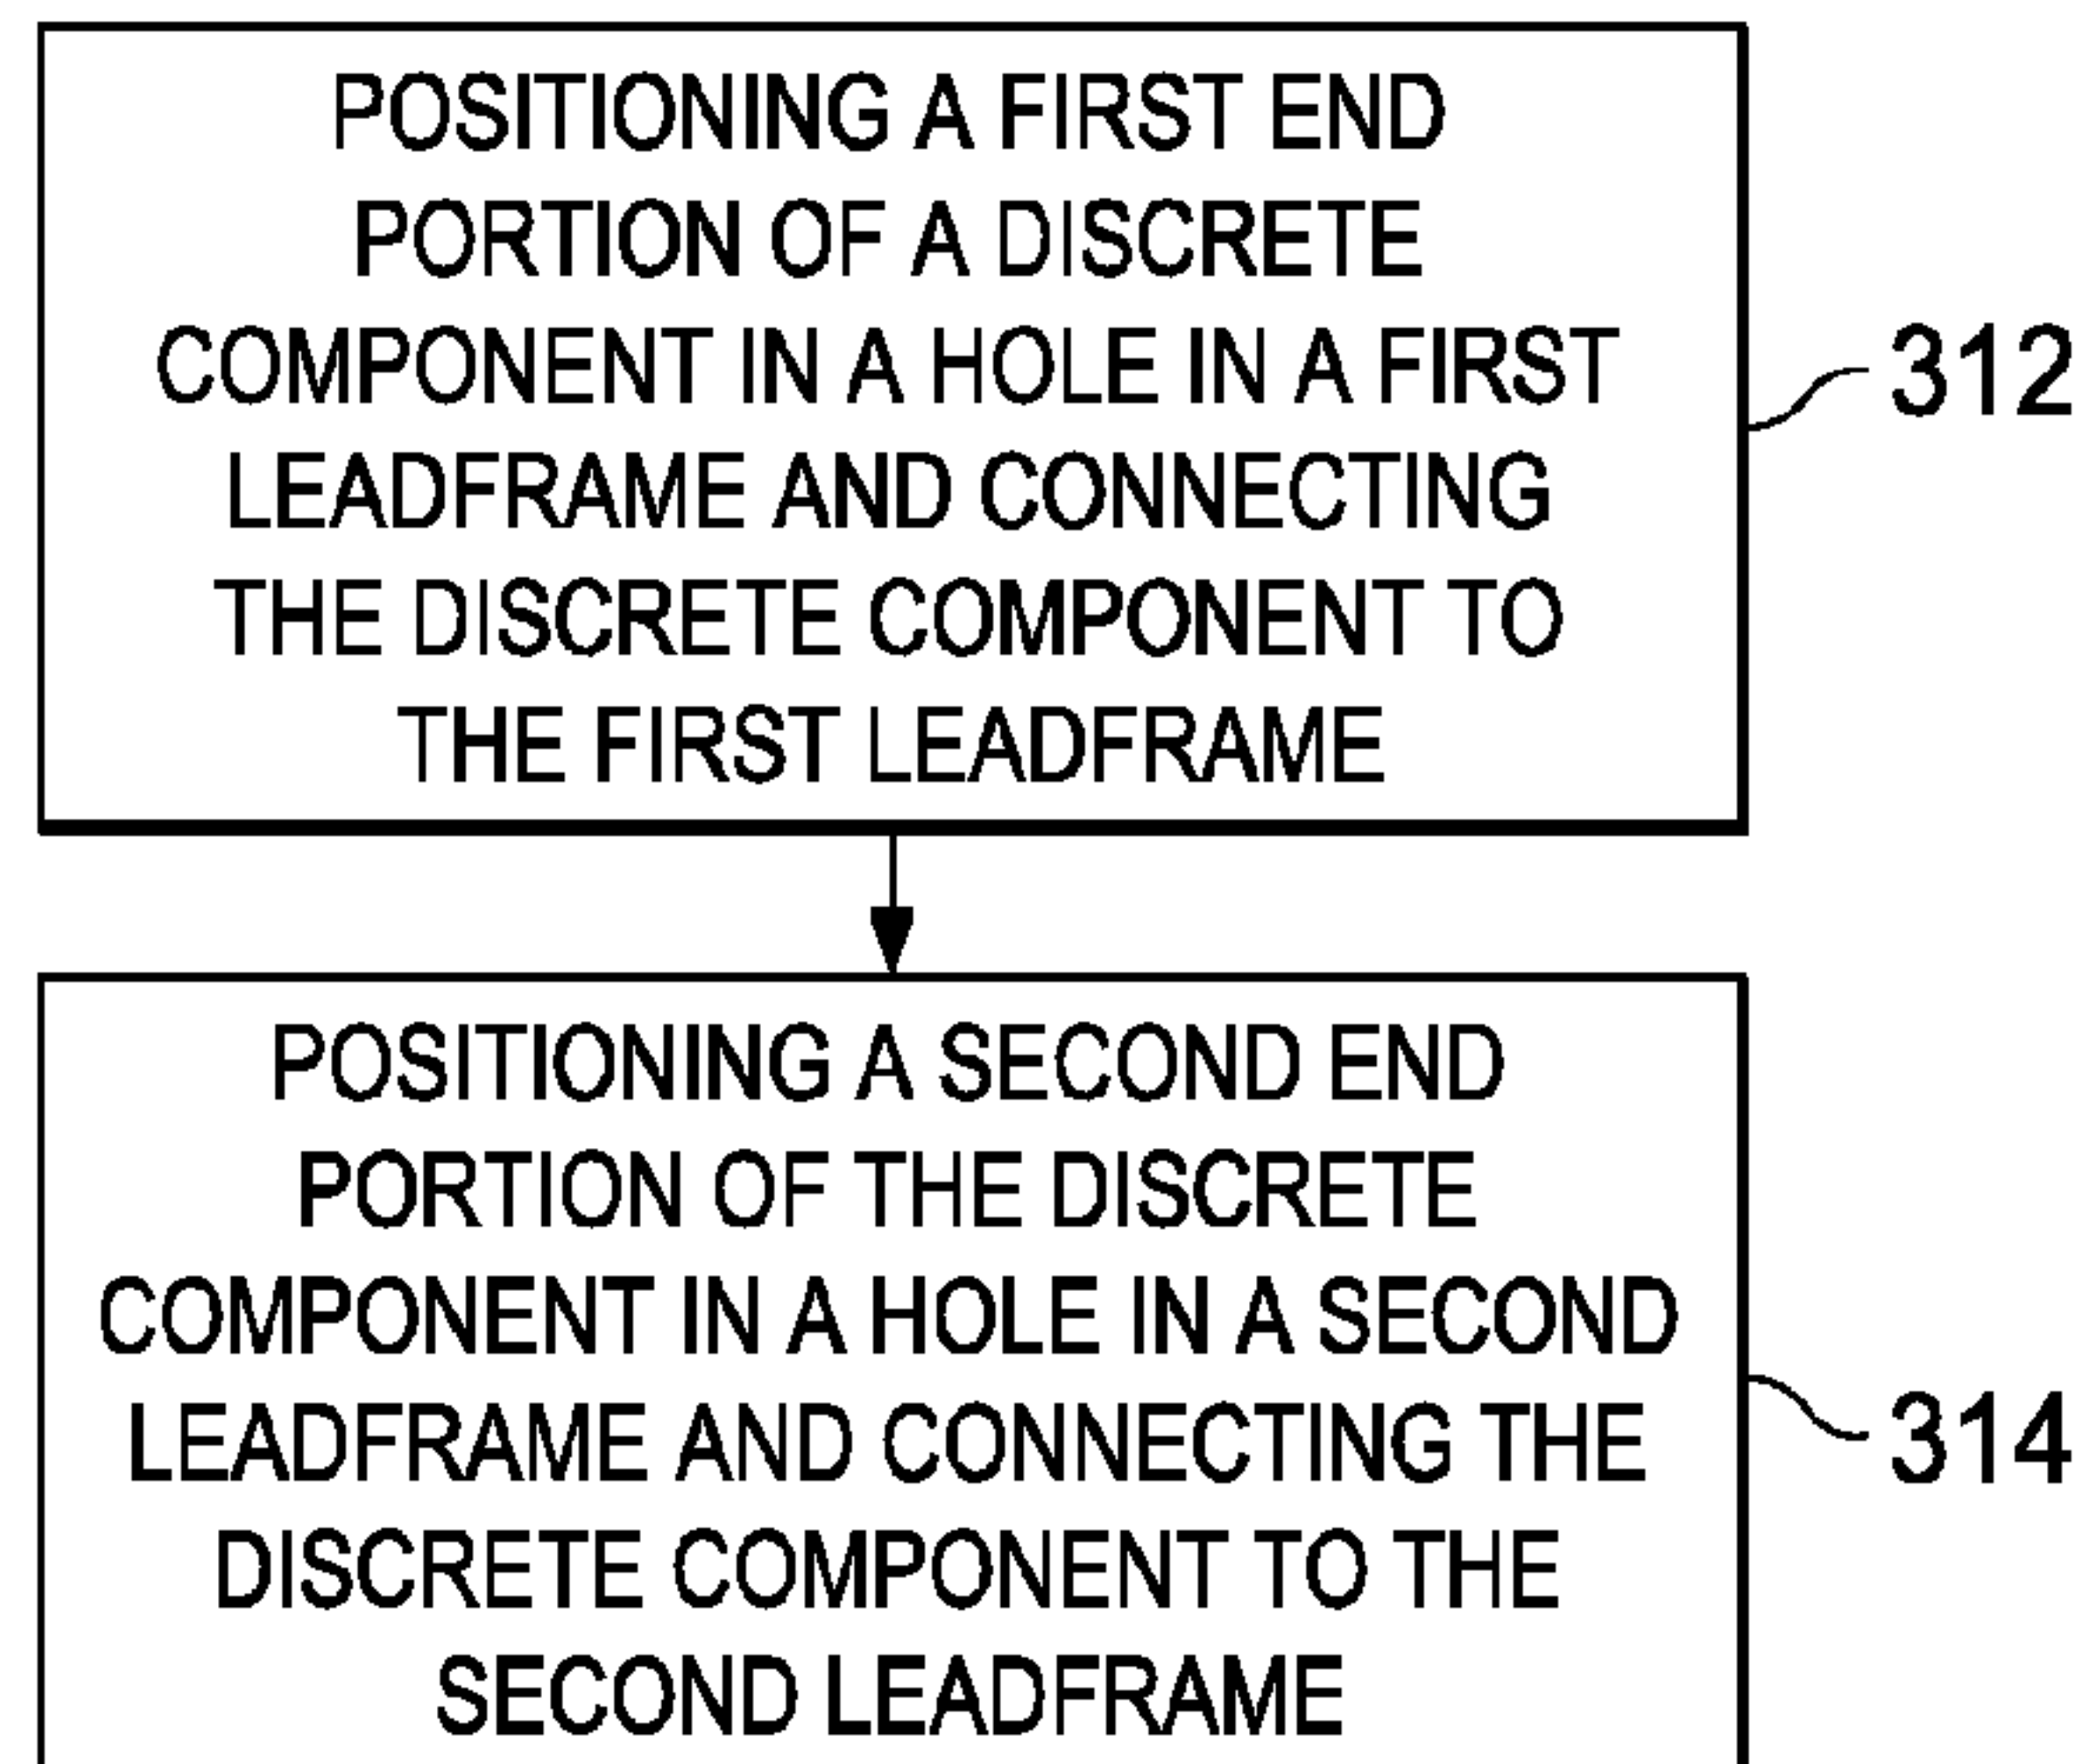 POSITIONING A FIRST END
PORTION OF A DISCRETE
COMPONENT IN A HOLE IN A FIRST
LEADFRAME AND CONNECTING
THE DISCRETE COMPONENT TO
THE FIRST LEADFRAME
312
POSITIONING A SECOND END
PORTION OF THE DISCRETE
COMPONENT IN A HOLE IN A SECOND
LEADFRAME AND CONNECTING THE
DISCRETE COMPONENT TO THE
SECOND LEADFRAME
314